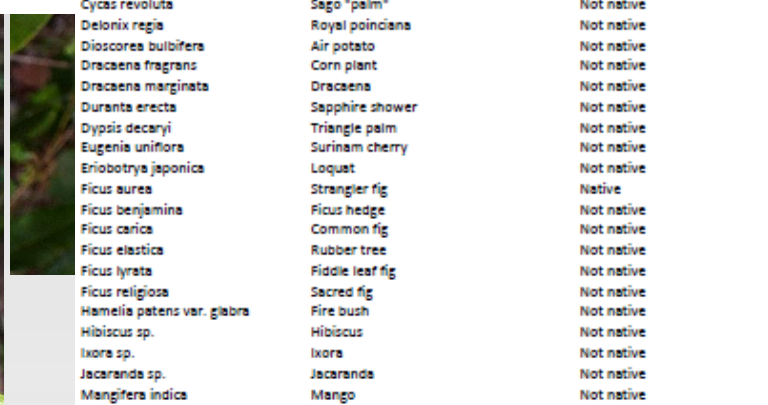 Cycas revoluta Sago "palm" Not native
Delonix regia Royal poinciana Not native
Dioscorea bulbifera Air potato Not native
Dracaena fragrans Corn plant Not native
Dracaena marginata Dracaena Not native
Duranta erecta Sapphire shower Not native
Dypsis decaryi Triangle palm Not native
Eugenia uniflora Surinam cherry Not native
Eriobotrya japonica Loquat Not native
Ficus aurea Strangler fig Native
Ficus benjamina Ficus hedge Not native
Ficus carica Common fig Not native
Ficus elastica Rubber tree Not native
Ficus lyrata Fiddle leaf fig Not native
Ficus religiosa Sacred fig Not native
Hamelia patens var. glabra Fire bush Not native
Hibiscus sp. Hibiscus Not native
Ixora sp. Ixora Not native
Jacaranda sp. Jacaranda Not native
Mangifera indica Mango Not native